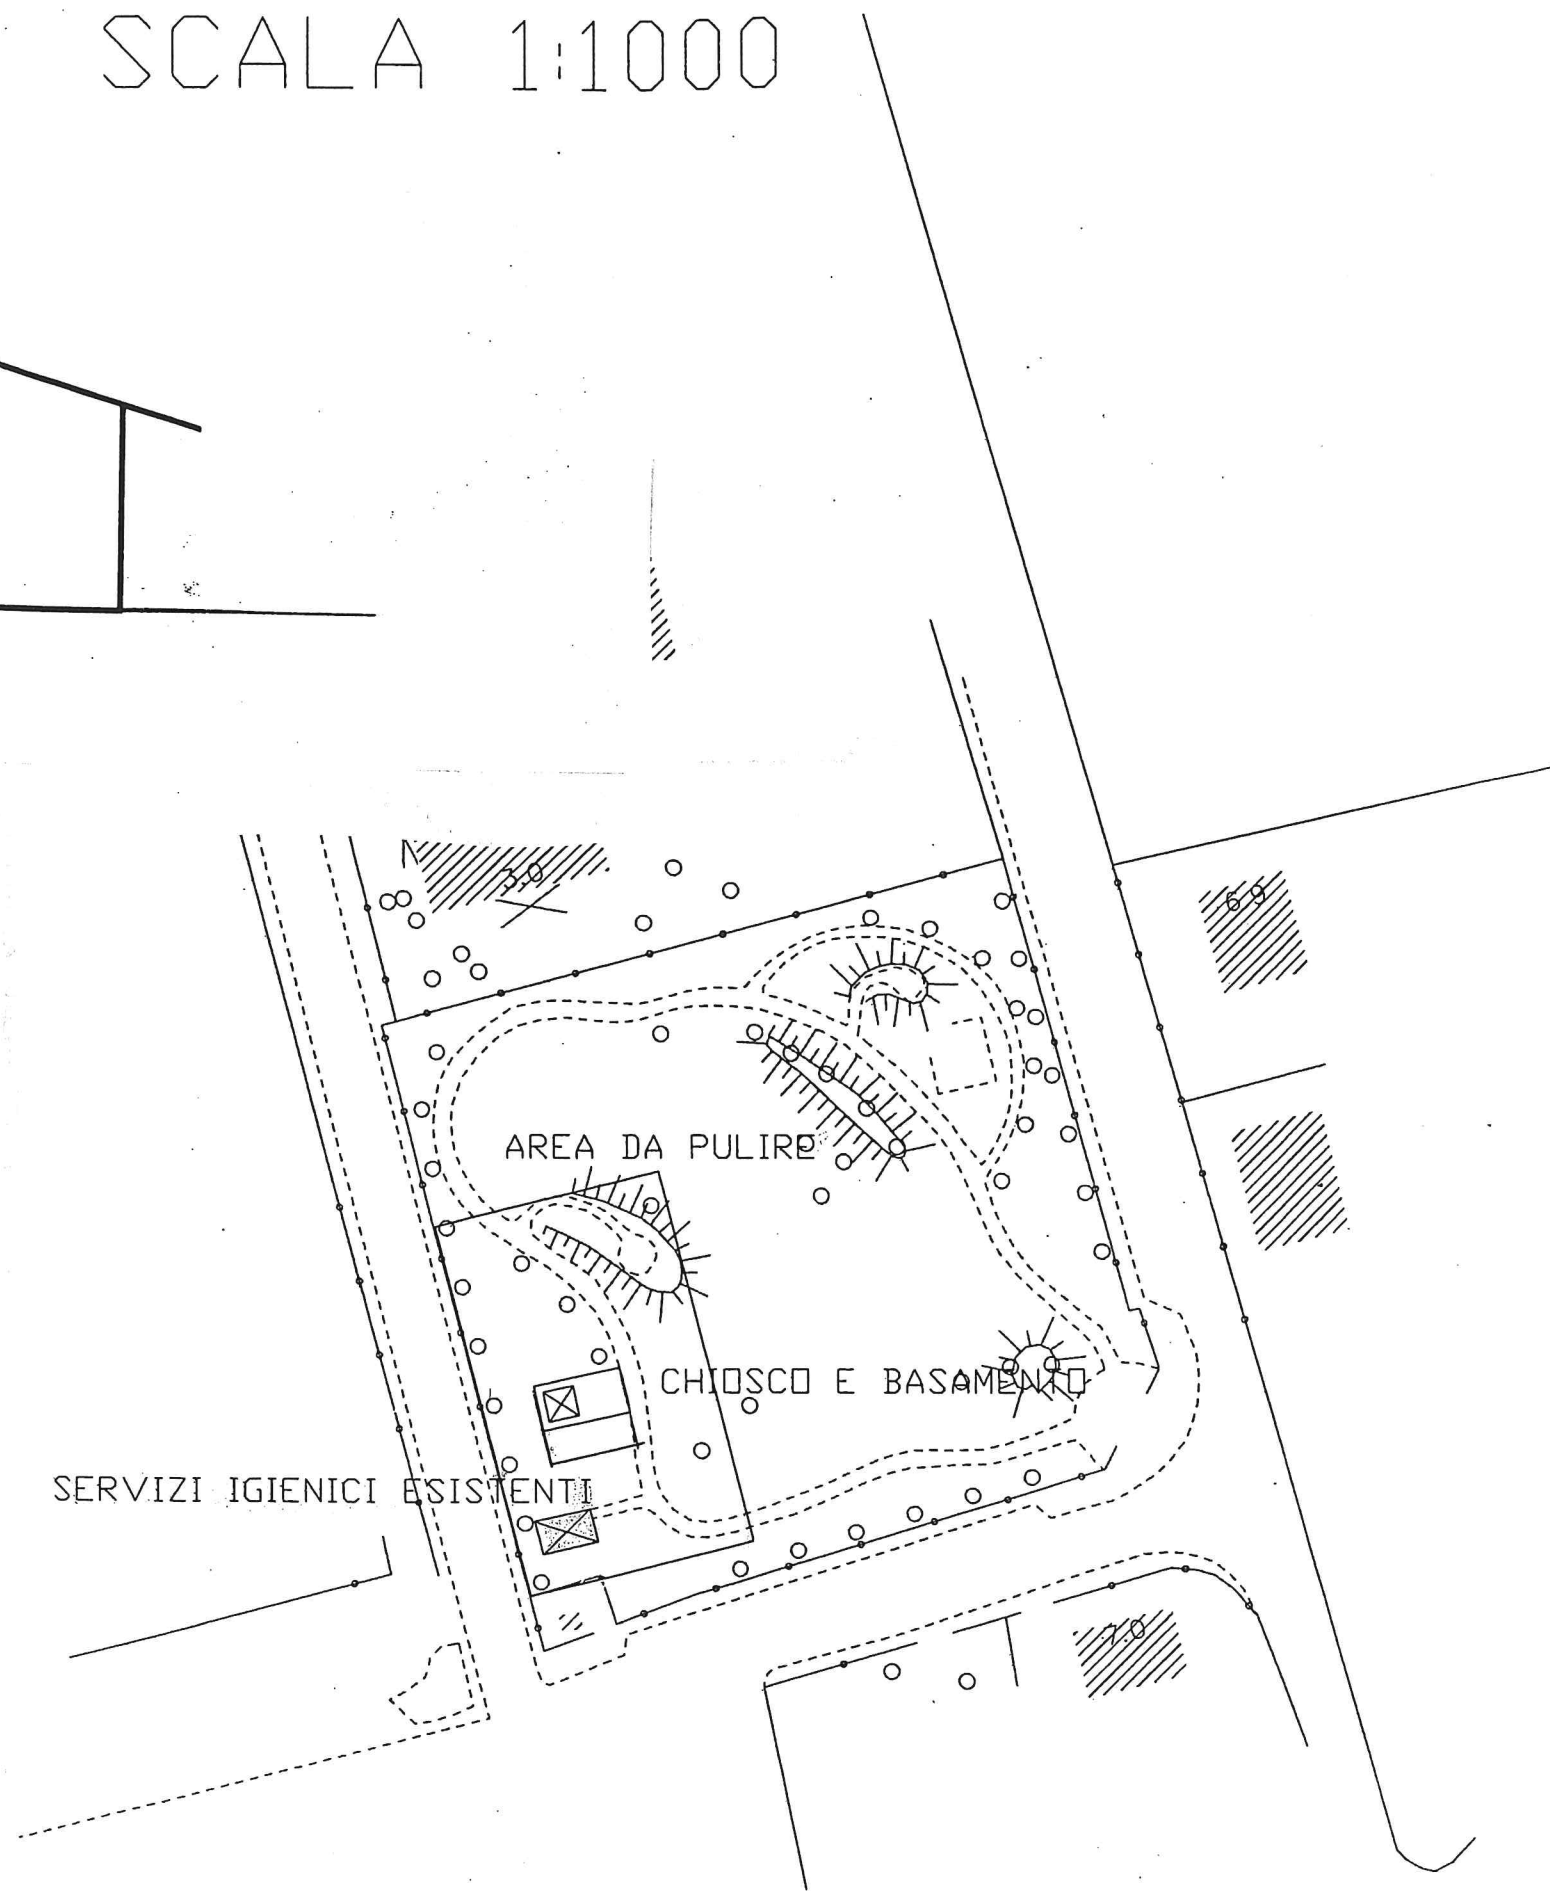 SCALA 1:1000
3.0
6.9
AREA DA PULIRE
CHIOSCO E BASAMENTO
SERVIZI IGIENICI ESISTENTI
7.0